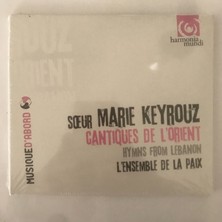 harmonia
mundi
SŒUR MARIE KEYROUZ
CANTIQUES DE L'ORIENT
HYMNS FROM LEBANON
L'ENSEMBLE DE LA PAIX
MUSIQUE D'ABORD